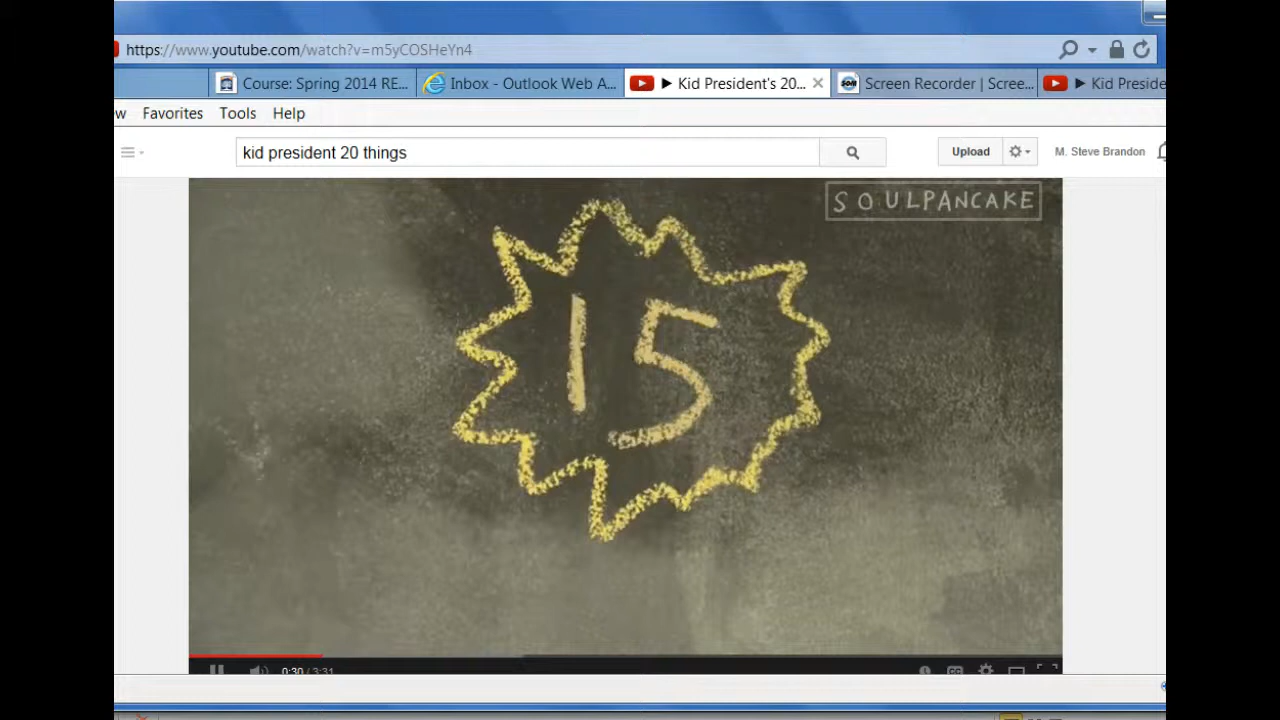 https://www.youtube.com/watch?v=m5yCOSHeYn4
Course: Spring 2014 RE...
Inbox - Outlook Web A...
▶ Kid President's 20...
Screen Recorder | Scree...
▶ Kid Preside
w Favorites Tools Help
kid president 20 things
Upload
M. Steve Brandon
SOULPANCAKE
15
0:30 / 3:31